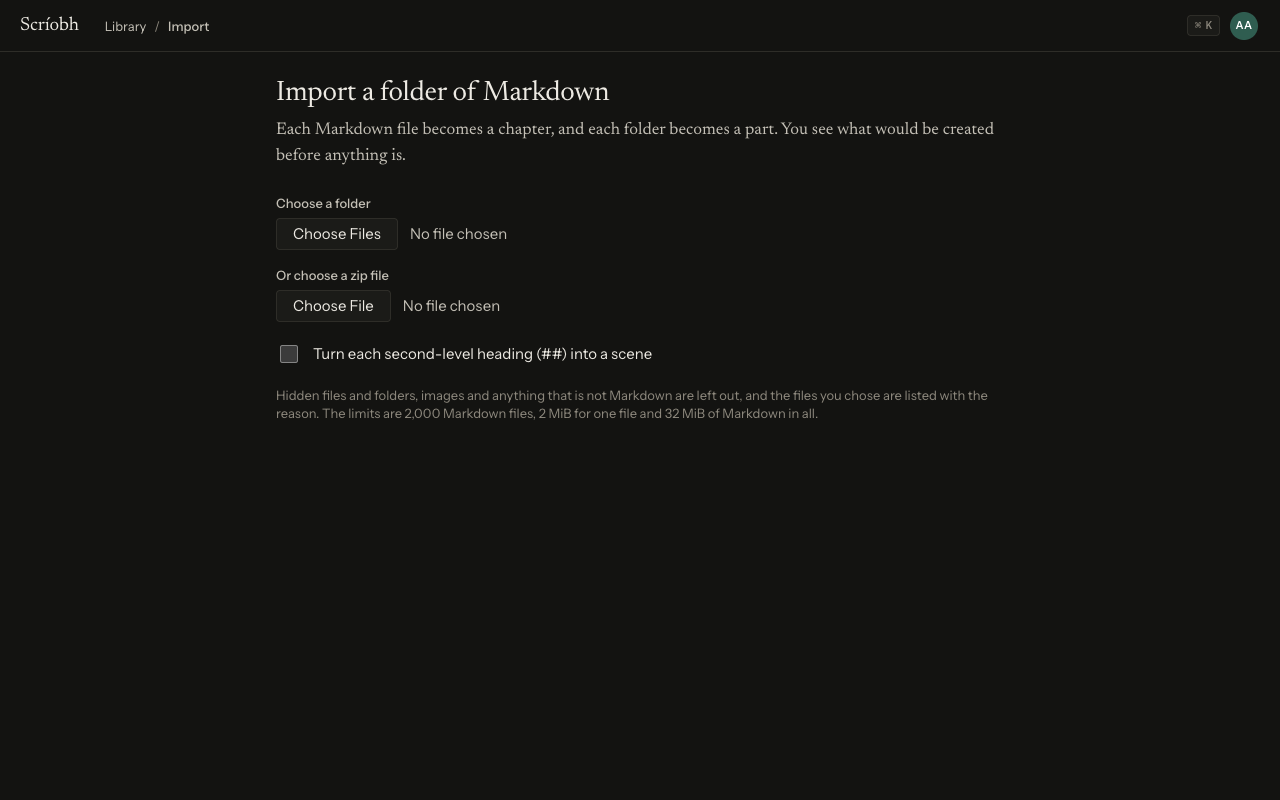 Scríobh
Library / Import
⌘ K
AA
Import a folder of Markdown
Each Markdown file becomes a chapter, and each folder becomes a part. You see what would be created
before anything is.
Choose a folder
Choose Files No file chosen
Or choose a zip file
Choose File No file chosen
Turn each second-level heading (##) into a scene
Hidden files and folders, images and anything that is not Markdown are left out, and the files you chose are listed with the
reason. The limits are 2,000 Markdown files, 2 MiB for one file and 32 MiB of Markdown in all.